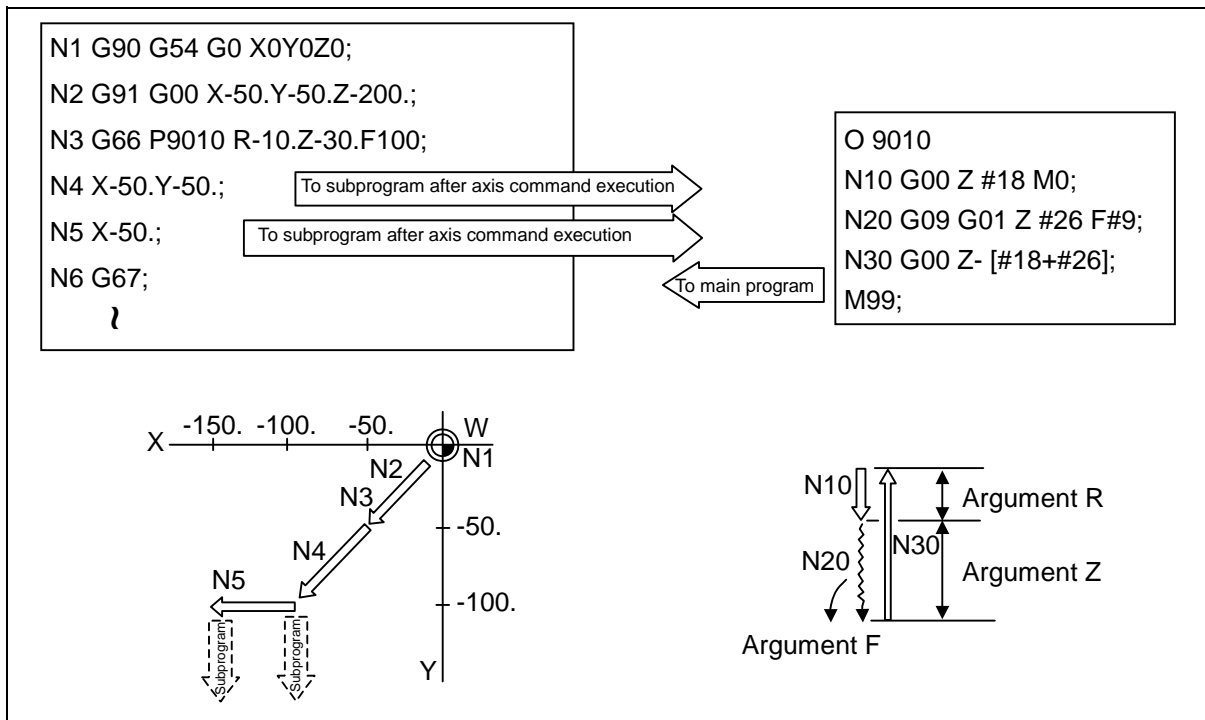 N1 G90 G54 G0 X0Y0Z0;
N2 G91 G00 X-50.Y-50.Z-200.;
N3 G66 P9010 R-10.Z-30.F100;
N4 X-50.Y-50.;
N5 X-50.;
N6 G67;
~
To subprogram after axis command execution
To subprogram after axis command execution
To main program
O 9010
N10 G00 Z #18 M0;
N20 G09 G01 Z #26 F#9;
N30 G00 Z- [#18+#26];
M99;
X -150. -100. -50. W
N1
N2
N3
N4
N5
-50.
-100.
Y
Subprogram
Subprogram
N10
N20
N30
Argument R
Argument Z
Argument F